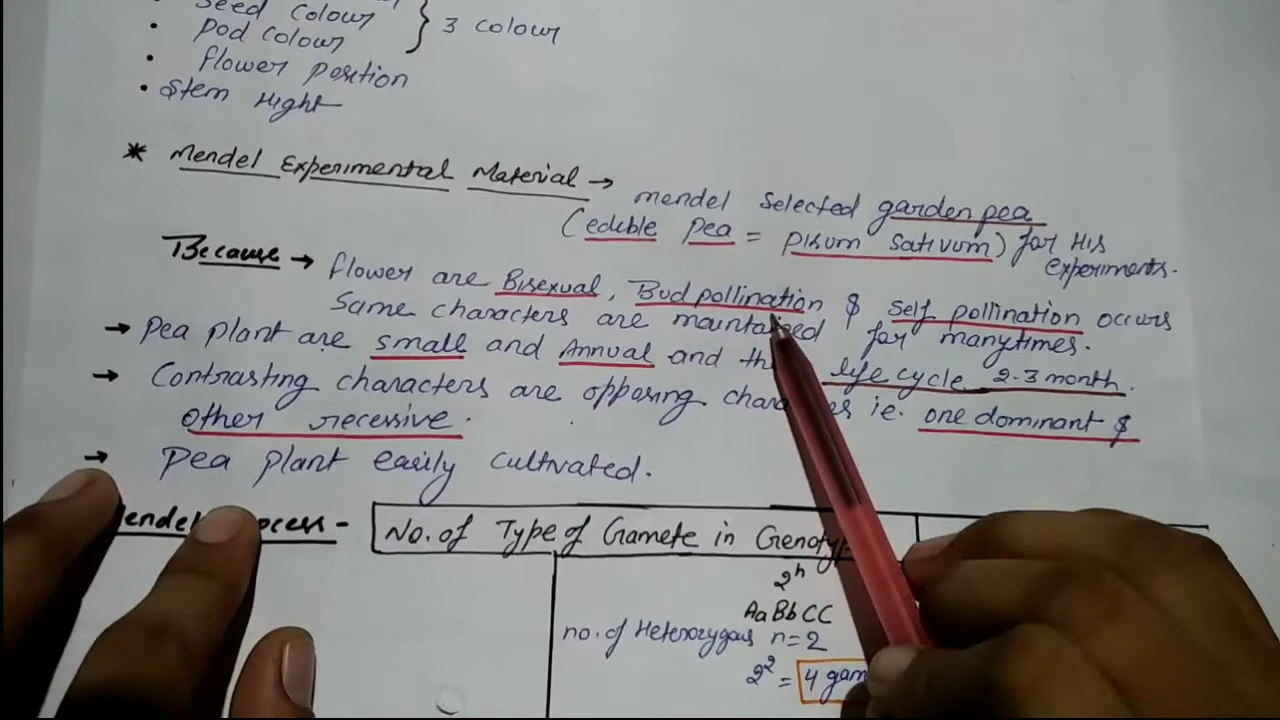 Seed Colour
• Pod Colour } 3 colour
• flower position
• Stem Hight
* Mendel Experimental Material → mendel Selected garden pea
(edible pea = pisum sativum) for His experiments.
Because → flower are Bisexual, Bud pollination $ Self pollination occurs
Same characters are maintained for manytimes.
→ Pea plant are small and Annual and life cycle 2-3 month.
→ Contrasting characters are opposing ie. one dominant $
other recessive.
→ Pea plant easily cultivated.
No. of Type of Gamete in
2ⁿ
AaBbCC
no. of Heterozygous n=2
2² = 4